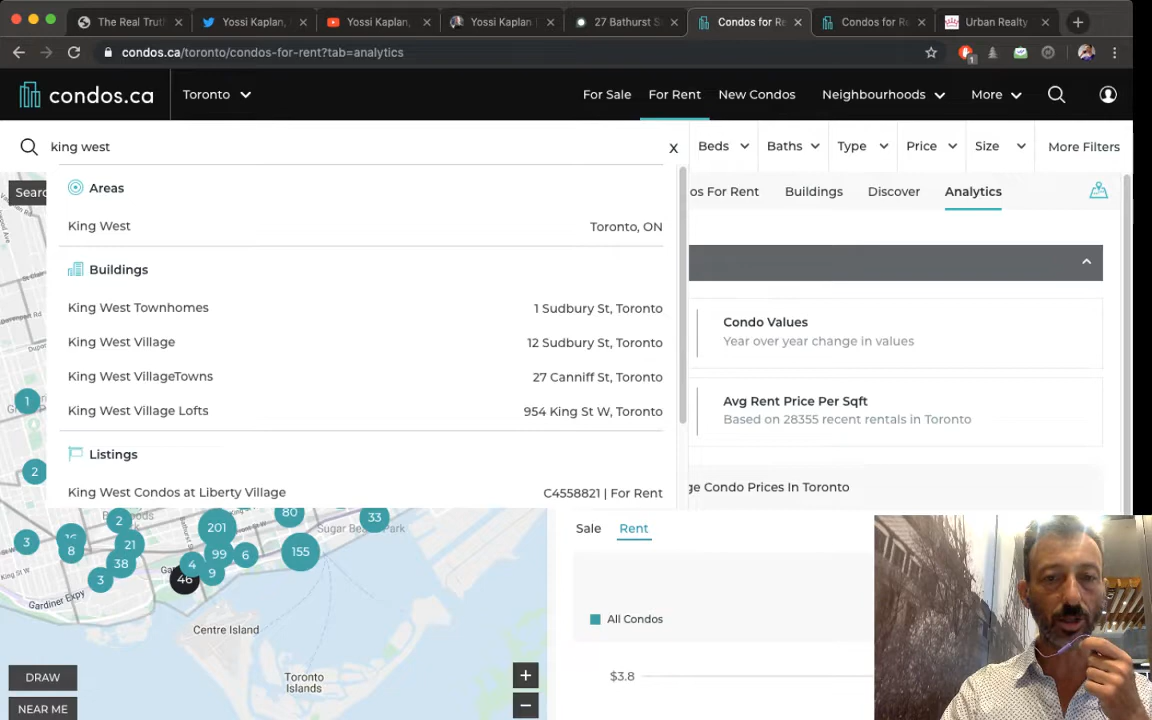 The Real Trut
Yossi Kaplan,
Yossi Kaplan,
Yossi Kaplan
27 Bathurst S
Condos for Re
Condos for Re
Urban Realty
condos.ca/toronto/condos-for-rent?tab=analytics
1
condos.ca
Toronto
For Sale
For Rent
New Condos
Neighbourhoods
More
king west
X
Beds
Baths
Type
Price
Size
More Filters
Searc
Areas
os For Rent
Buildings
Discover
Analytics
King West
Toronto, ON
Buildings
King West Townhomes
1 Sudbury St, Toronto
King West Village
12 Sudbury St, Toronto
King West VillageTowns
27 Canniff St, Toronto
King West Village Lofts
954 King St W, Toronto
Listings
King West Condos at Liberty Village
C4558821 | For Rent
Condo Values
Year over year change in values
Avg Rent Price Per Sqft
Based on 28355 recent rentals in Toronto
ge Condo Prices In Toronto
Sale
Rent
All Condos
$3.8
1
2
2
80
33
201
3
8
21
99
6
155
38
4
9
3
46
Sugar Beach Park
Gardiner Expy
Centre Island
Toronto
Islands
DRAW
NEAR ME
+
−